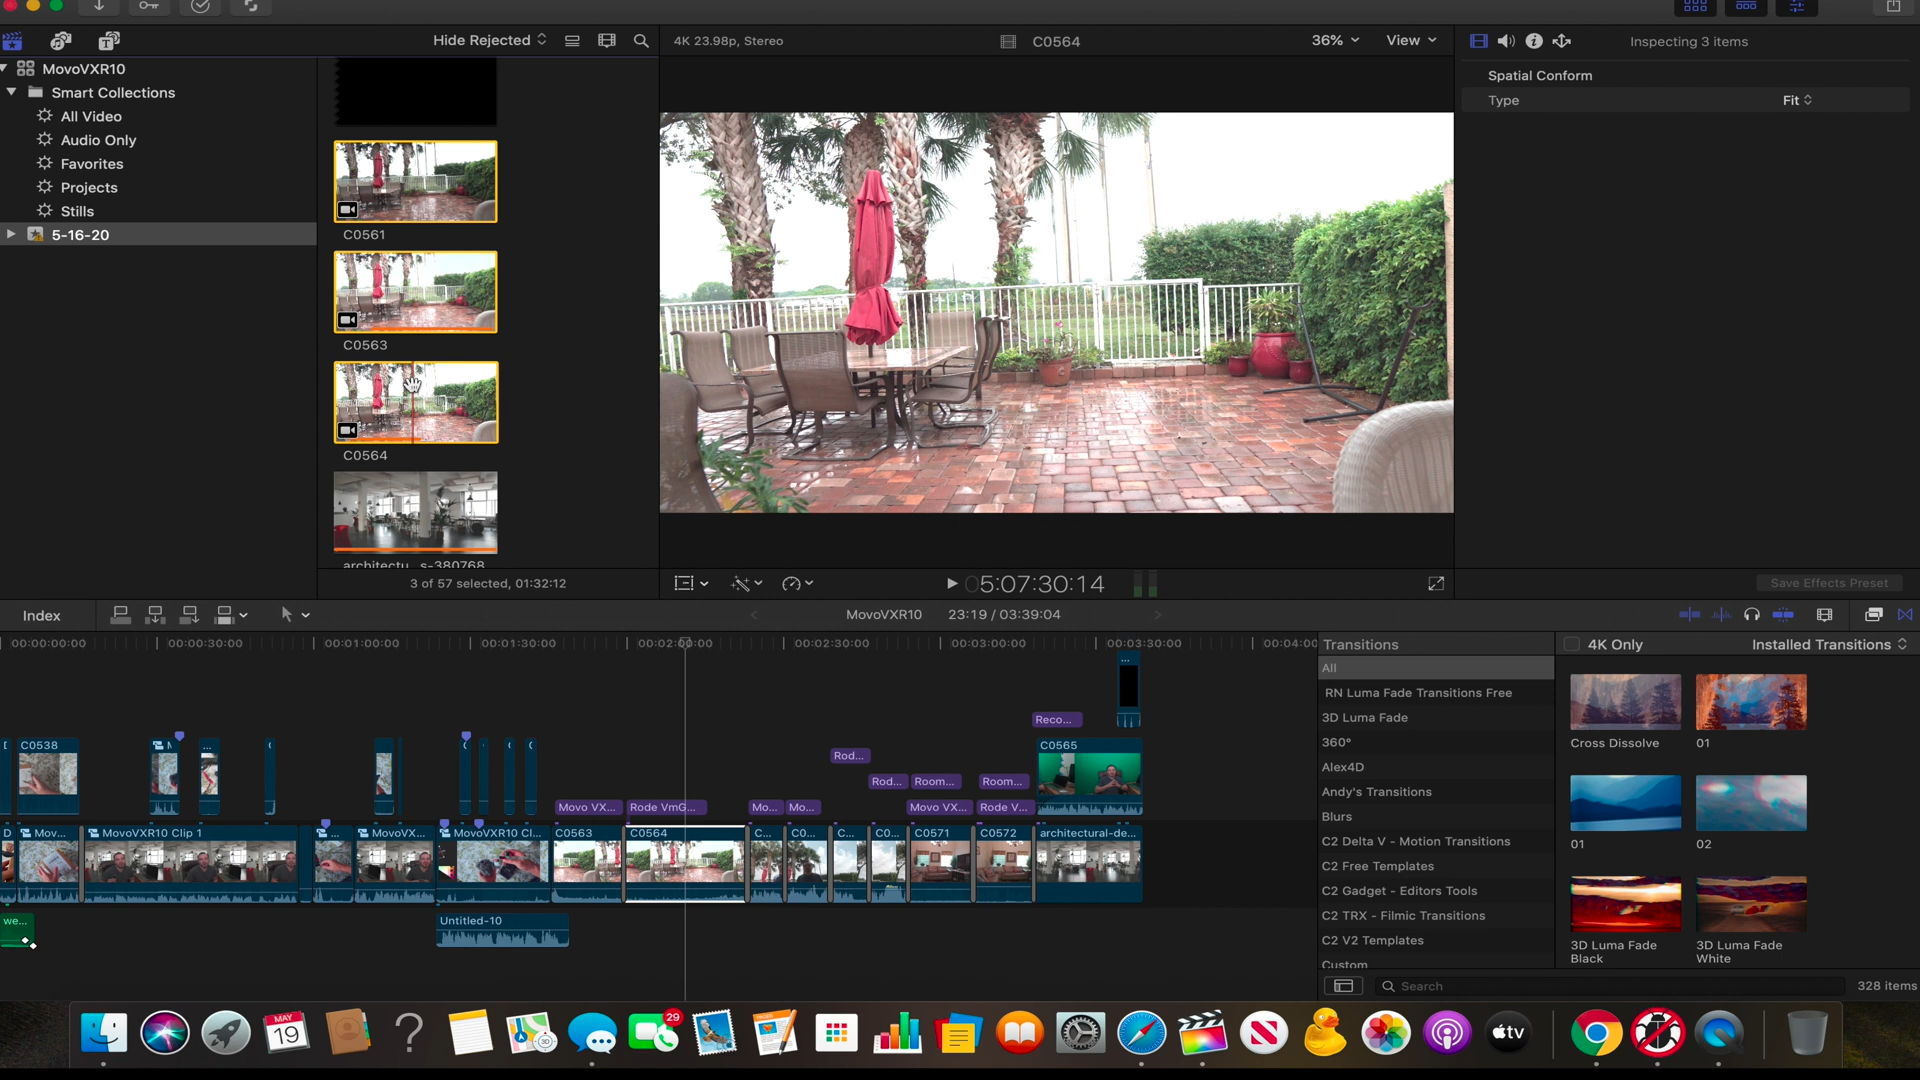 Hide Rejected
4K 23.98p, Stereo
C0564
36%
View
Inspecting 3 items
MovoVXR10
Smart Collections
All Video
Audio Only
Favorites
Projects
Stills
5-16-20
C0561
C0563
C0564
architectu...s-380768
3 of 57 selected, 01:32:12
Spatial Conform
Type
Fit
05:07:30:14
Save Effects Preset
Index
MovoVXR10
23:19 / 03:39:04
00:00:00:00
00:00:30:00
00:01:00:00
00:01:30:00
00:02:00:00
00:02:30:00
00:03:00:00
00:03:30:00
00:04:00
Reco...
C0538
...
C0565
Rod...
Rod...
Room...
Room...
Movo VX...
Rode VmG...
Mo...
Mo...
Movo VX...
Rode V...
Mov...
MovoVXR10 Clip 1
...
MovoVX...
MovoVXR10 Cl...
C0563
C0564
C...
C0...
C...
C0...
C0571
C0572
architectural-de...
we...
Untitled-10
Transitions
All
RN Luma Fade Transitions Free
3D Luma Fade
360°
Alex4D
Andy's Transitions
Blurs
C2 Delta V - Motion Transitions
C2 Free Templates
C2 Gadget - Editors Tools
C2 TRX - Filmic Transitions
C2 V2 Templates
Custom
4K Only
Installed Transitions
Cross Dissolve
01
01
02
3D Luma Fade Black
3D Luma Fade White
Search
328 items
MAY
19
3D
29
PAGES
tv